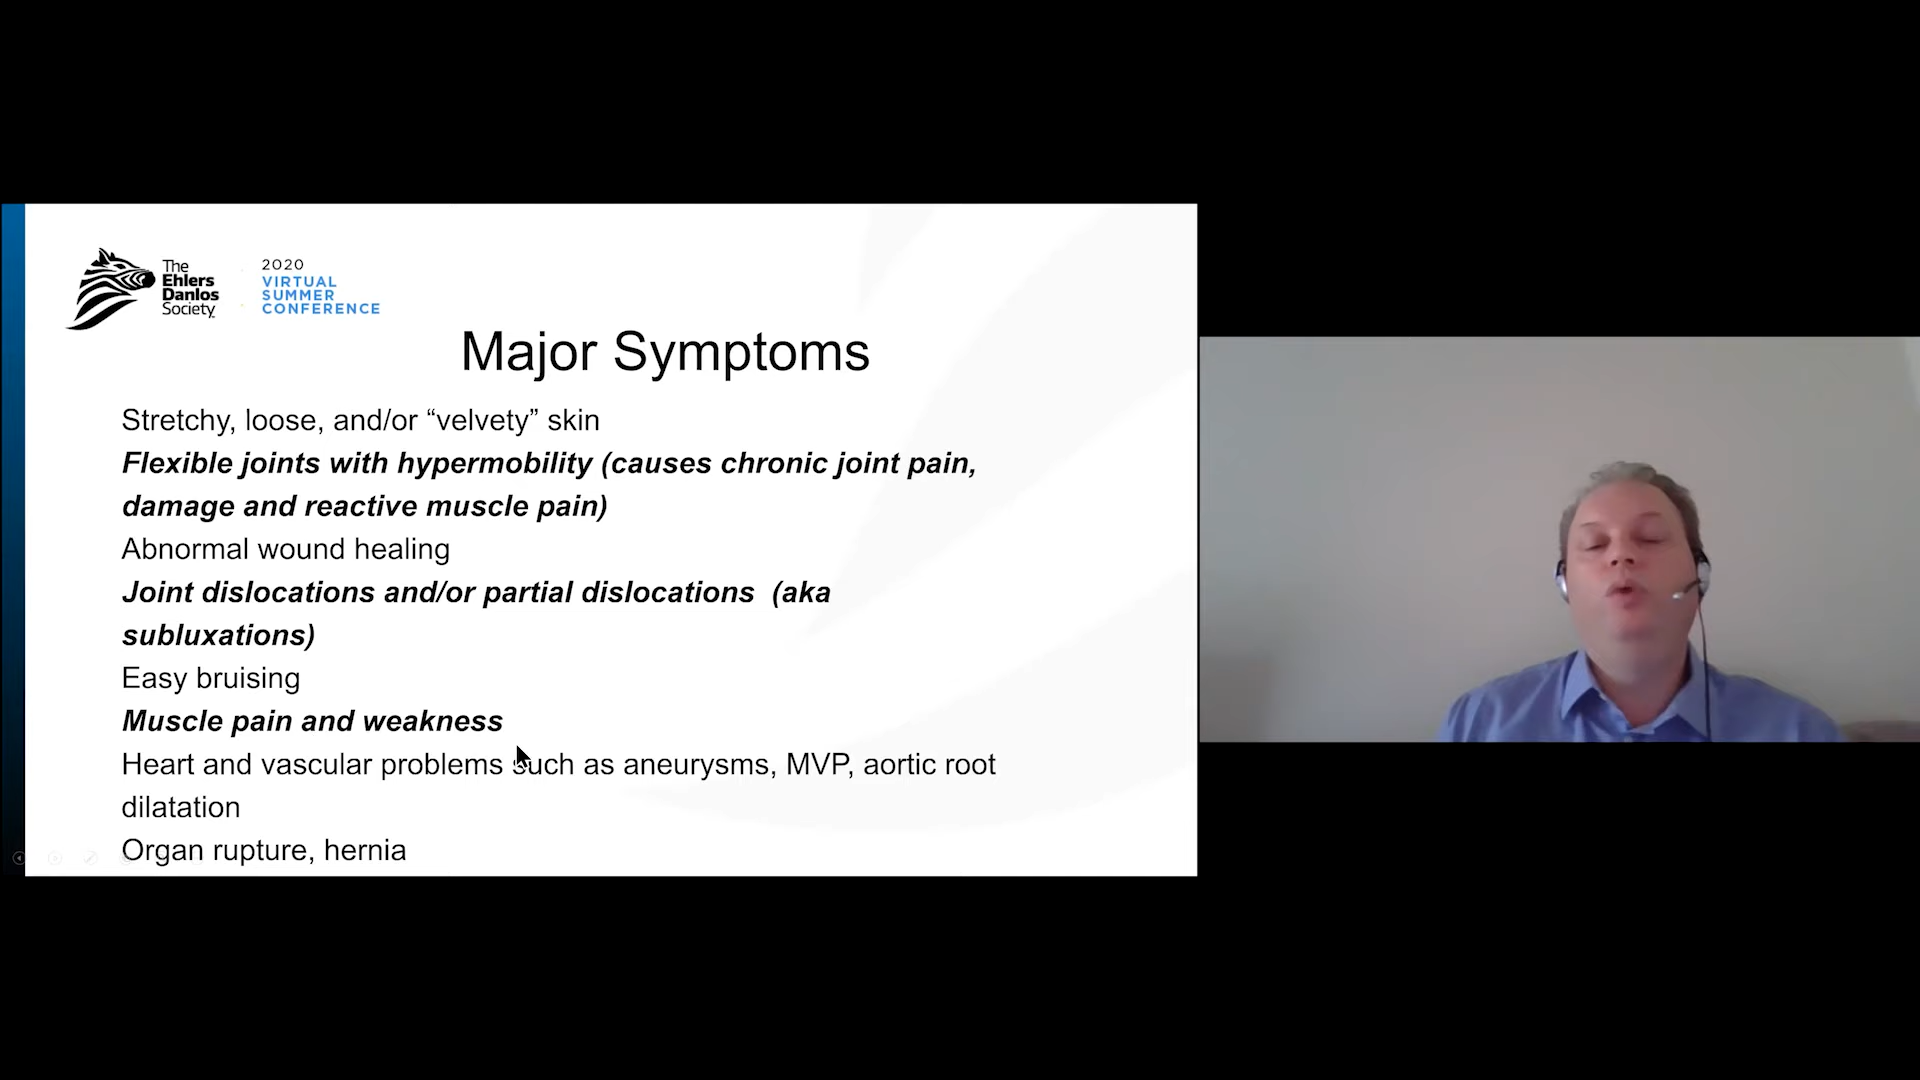 The
Ehlers
Danlos
Society
2020
VIRTUAL
SUMMER
CONFERENCE
Major Symptoms
Stretchy, loose, and/or “velvety” skin
Flexible joints with hypermobility (causes chronic joint pain,
damage and reactive muscle pain)
Abnormal wound healing
Joint dislocations and/or partial dislocations  (aka
subluxations)
Easy bruising
Muscle pain and weakness
Heart and vascular problems such as aneurysms, MVP, aortic root
dilatation
Organ rupture, hernia